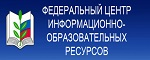 ФЕДЕРАЛЬНЫЙ ЦЕНТР
ИНФОРМАЦИОННО-
ОБРАЗОВАТЕЛЬНЫХ
РЕСУРСОВ